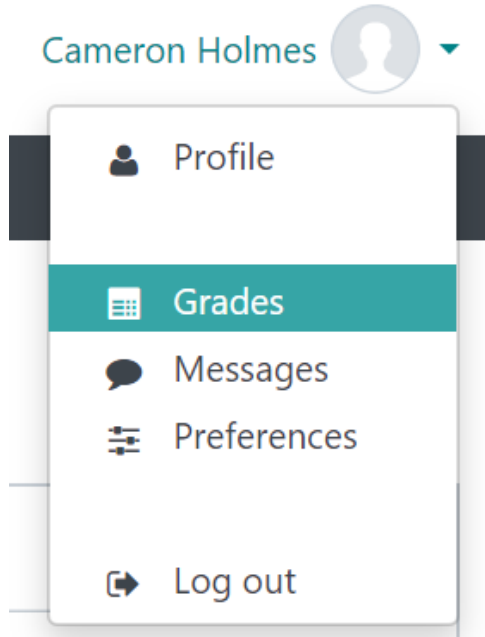 Cameron Holmes
Profile
Grades
Messages
Preferences
Log out